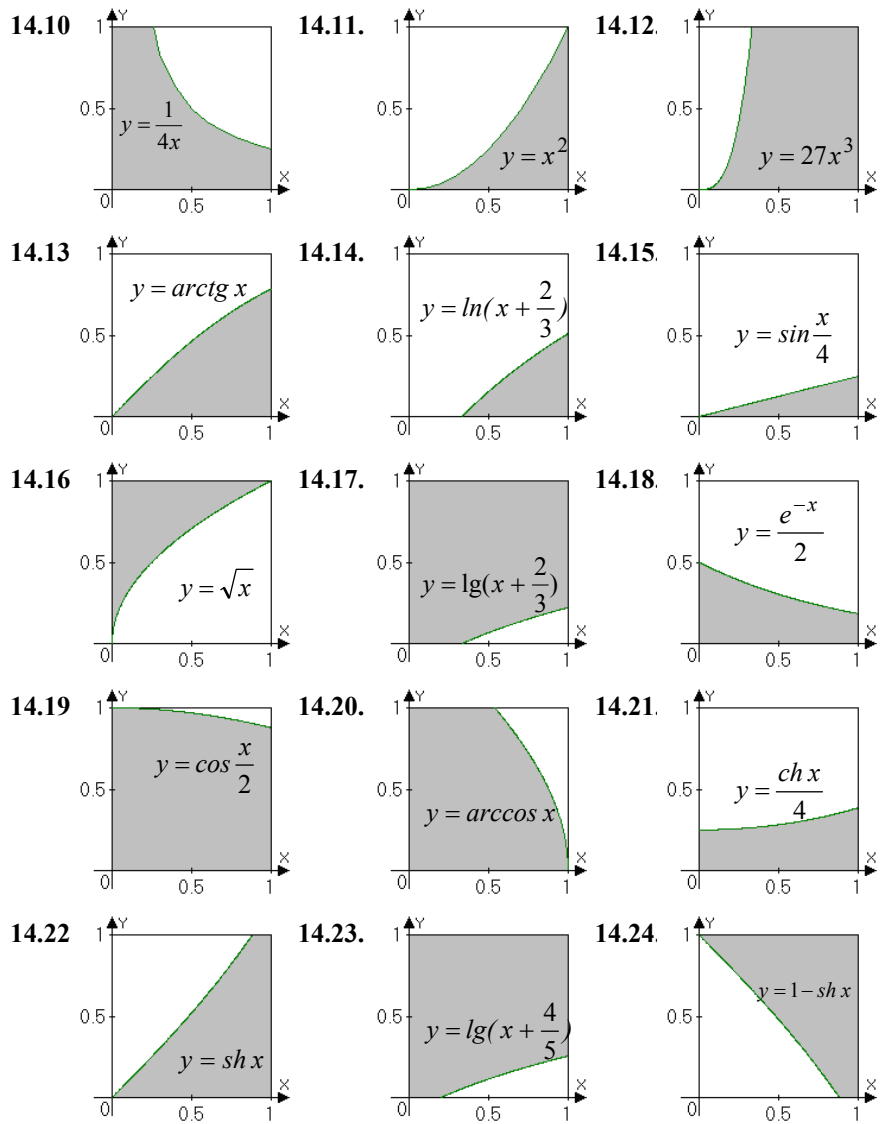 14.10 14.11. 14.12.
Y Y Y
1 1 1
0.5 0.5 0.5
y = 1/4x y = x² y = 27x³
X X X
0 0.5 1 0 0.5 1 0 0.5 1
14.13 14.14. 14.15.
Y Y Y
1 1 1
y = arctg x y = ln(x + 2/3) y = sin x/4
0.5 0.5 0.5
X X X
0 0.5 1 0 0.5 1 0 0.5 1
14.16 14.17. 14.18.
Y Y Y
1 1 1
0.5 0.5 0.5
y = √x y = lg(x + 2/3) y = e⁻ˣ/2
X X X
0 0.5 1 0 0.5 1 0 0.5 1
14.19 14.20. 14.21.
Y Y Y
1 1 1
0.5 0.5 0.5
y = cos x/2 y = arccos x y = ch x/4
X X X
0 0.5 1 0 0.5 1 0 0.5 1
14.22 14.23. 14.24.
Y Y Y
1 1 1
0.5 0.5 0.5
y = sh x y = lg(x + 4/5) y = 1 − sh x
X X X
0 0.5 1 0 0.5 1 0 0.5 1